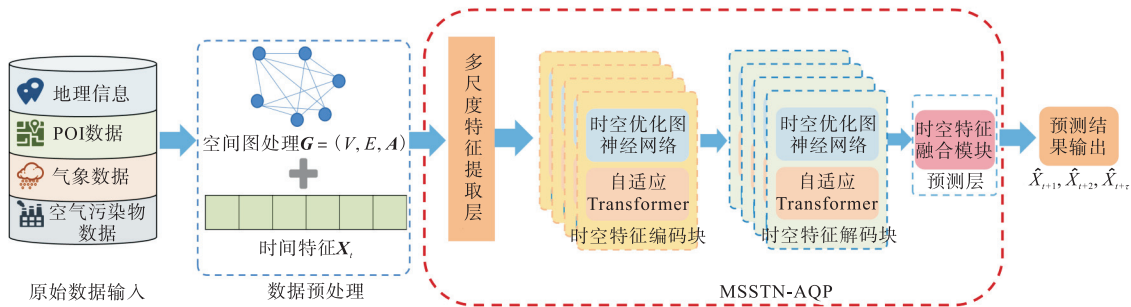 地理信息
POI数据
气象数据
空气污染物
数据
原始数据输入
空间图处理G=(V, E, A)
时间特征X_t
数据预处理
多尺度特征提取层
时空优化图
神经网络
自适应
Transformer
时空特征编码块
时空优化图
神经网络
自适应
Transformer
时空特征解码块
时空特征
融合模块
预测层
MSSTN-AQP
预测结
果输出
X̂_{t+1}, X̂_{t+2}, X̂_{t+τ}